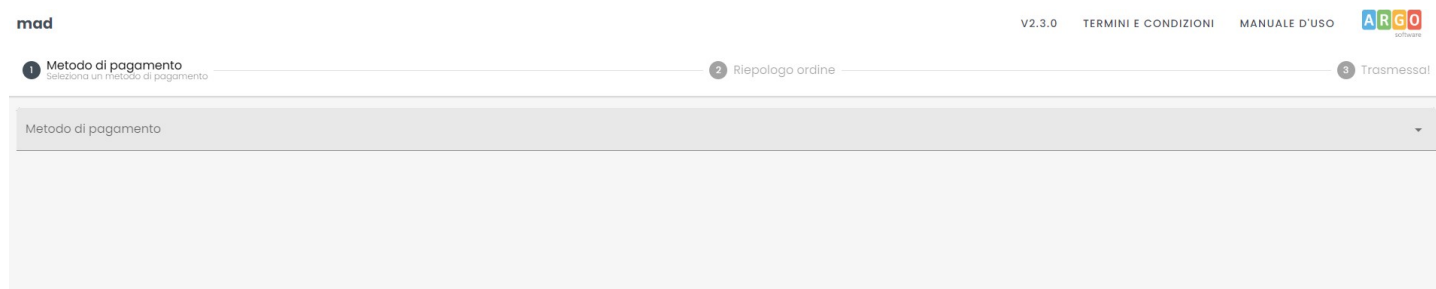 mad
V2.3.0 TERMINI E CONDIZIONI MANUALE D'USO ARGO
software
1 Metodo di pagamento
Seleziona un metodo di pagamento
2 Riepologo ordine
3 Trasmessa!
Metodo di pagamento